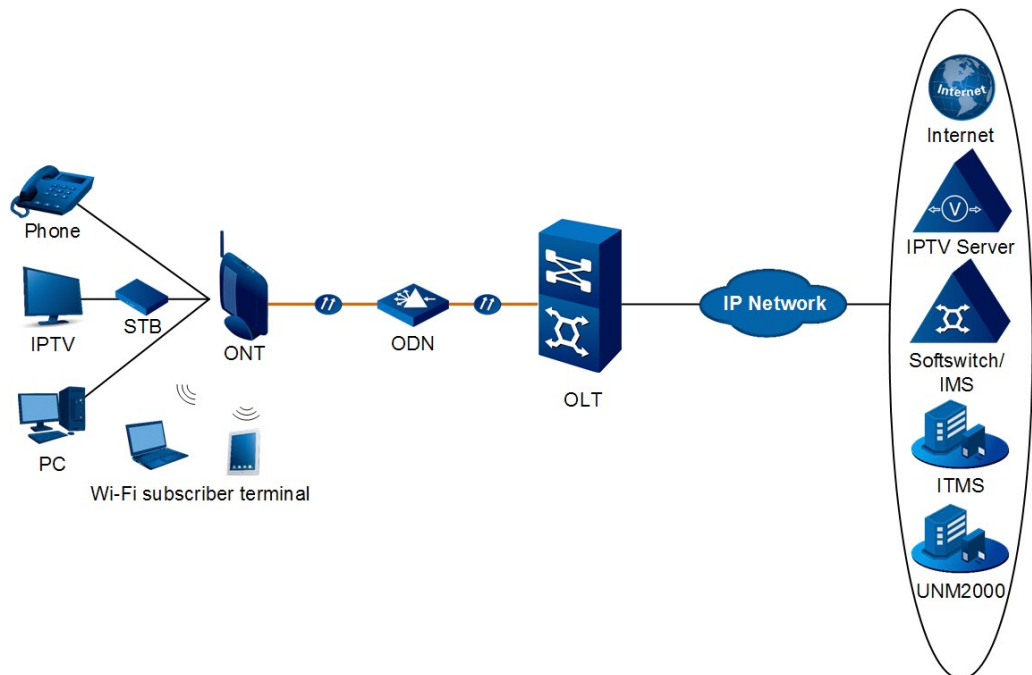 Internet
Internet
Phone
IPTV Server
V
IP Network
STB
IPTV
ONT
ODN
Softswitch/
IMS
OLT
PC
Wi-Fi subscriber terminal
ITMS
UNM2000